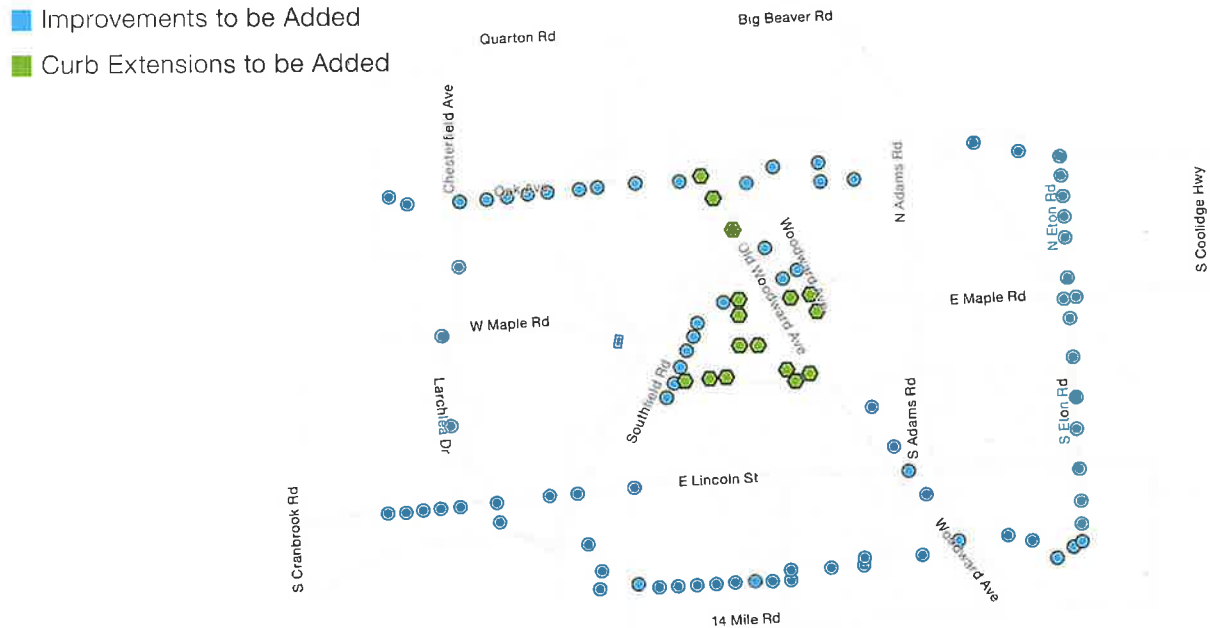 Improvements to be Added
Curb Extensions to be Added
Big Beaver Rd
Quarton Rd
Chesterfield Ave
Oak Ave
N Adams Rd
N Eton Rd
S Coolidge Hwy
Woodward Ave
Old Woodward Ave
E Maple Rd
W Maple Rd
Southfield Rd
Larchlea Dr
S Adams Rd
S Eton Rd
E Lincoln St
S Cranbrook Rd
Woodward Ave
14 Mile Rd